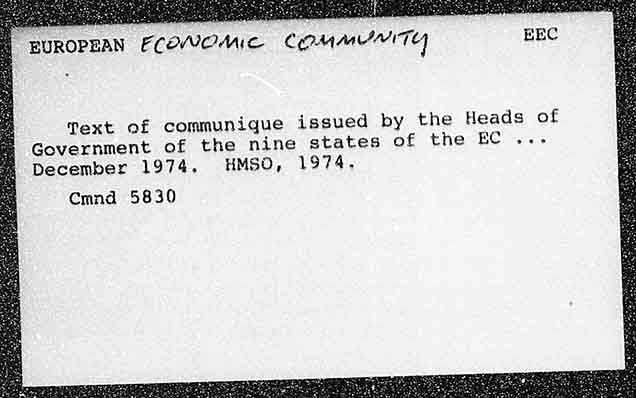 EUROPEAN ECONOMIC COMMUNITY EEC
Text of communique issued by the Heads of
Government of the nine states of the EC ...
December 1974. HMSO, 1974.
Cmnd 5830